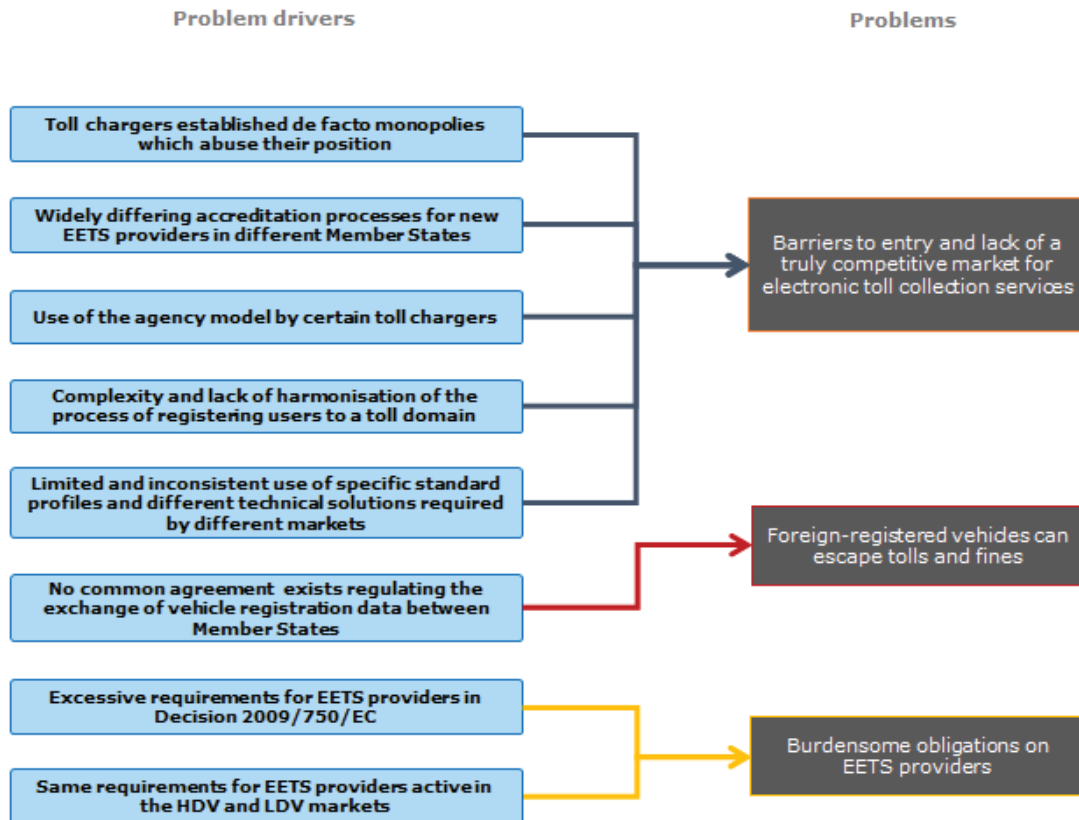 Problem drivers
Problems
Toll chargers established de facto monopolies
which abuse their position
Widely differing accreditation processes for new
EETS providers in different Member States
Use of the agency model by certain toll chargers
Complexity and lack of harmonisation of the
process of registering users to a toll domain
Limited and inconsistent use of specific standard
profiles and different technical solutions required
by different markets
No common agreement exists regulating the
exchange of vehicle registration data between
Member States
Excessive requirements for EETS providers in
Decision 2009/750/EC
Same requirements for EETS providers active in
the HDV and LDV markets
Barriers to entry and lack of a
truly competitive market for
electronic toll collection services
Foreign-registered vehicles can
escape tolls and fines
Burdensome obligations on
EETS providers